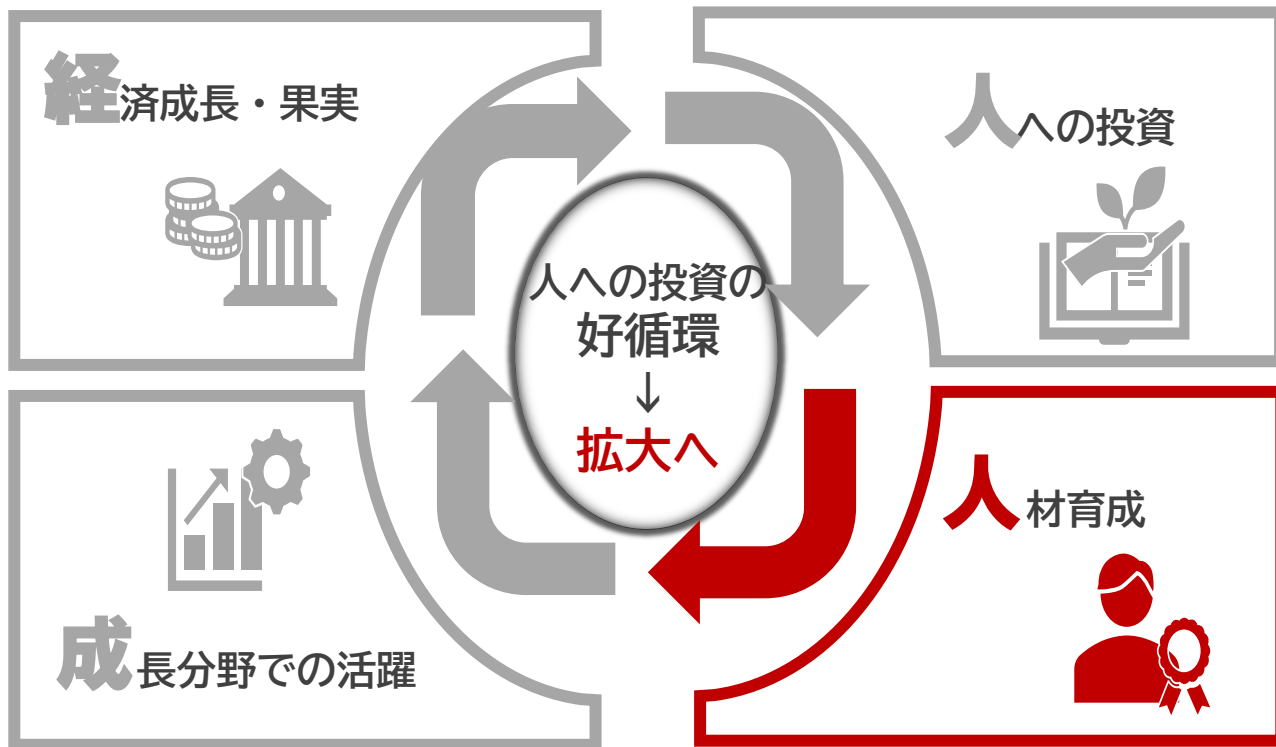 経済成長・果実
人への投資
人への投資の
好循環
↓
拡大へ
成長分野での活躍
人材育成